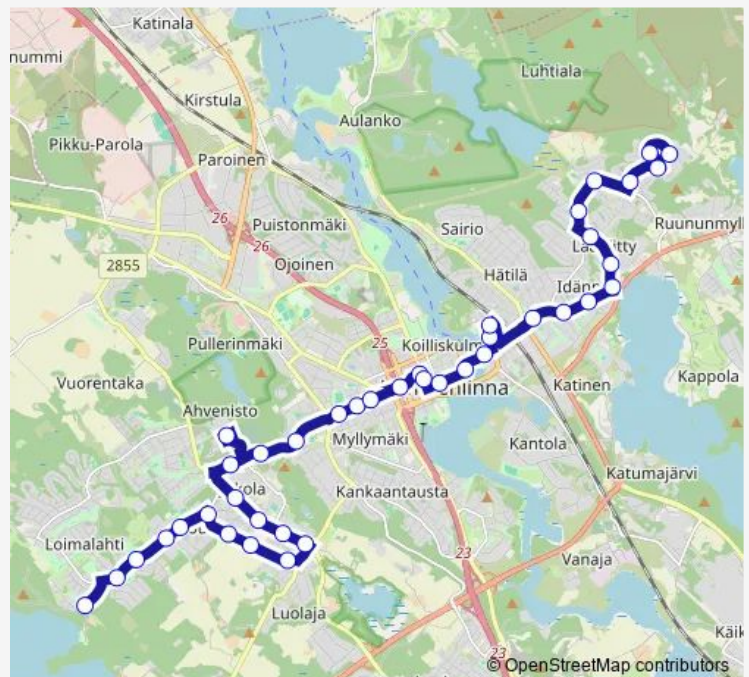 Katinala
nummi
Luhtiala
Kirstula
Aulanko
Pikku-Parola
Paroinen
26
Puistonmäki
Sairio
Ruununmyll
26
2855
Ojoinen
Hätilä
Idänp
Pullerinmäki
25
Koilliskulm
Vuorentaka
Katinen
Kappola
Ahvenisto
eenlinna
Myllymäki
Kantola
Katumajärvi
Kankaantausta
Loimalahti
23
Vanaja
Luolaja
Käik
23
© OpenStreetMap contributors